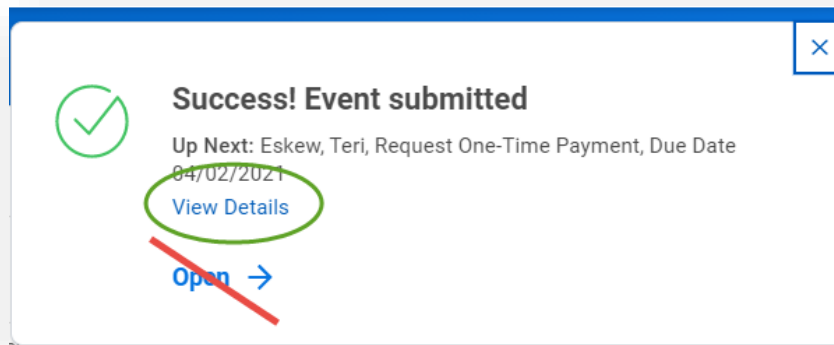 Success! Event submitted
Up Next: Eskew, Teri, Request One-Time Payment, Due Date
04/02/2021
View Details
Open →